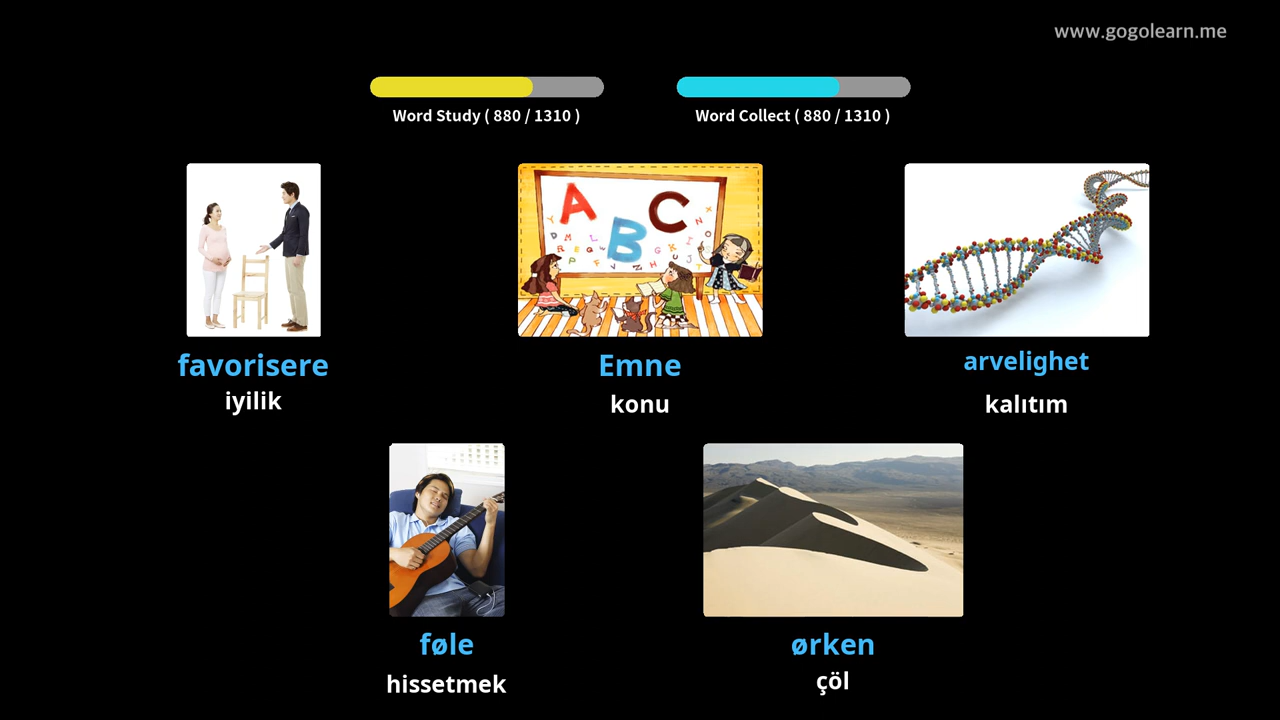 www.gogolearn.me
Word Study ( 880 / 1310 )
Word Collect ( 880 / 1310 )
A
B
C
favorisere
iyilik
Emne
konu
arvelighet
kalıtım
føle
hissetmek
ørken
çöl